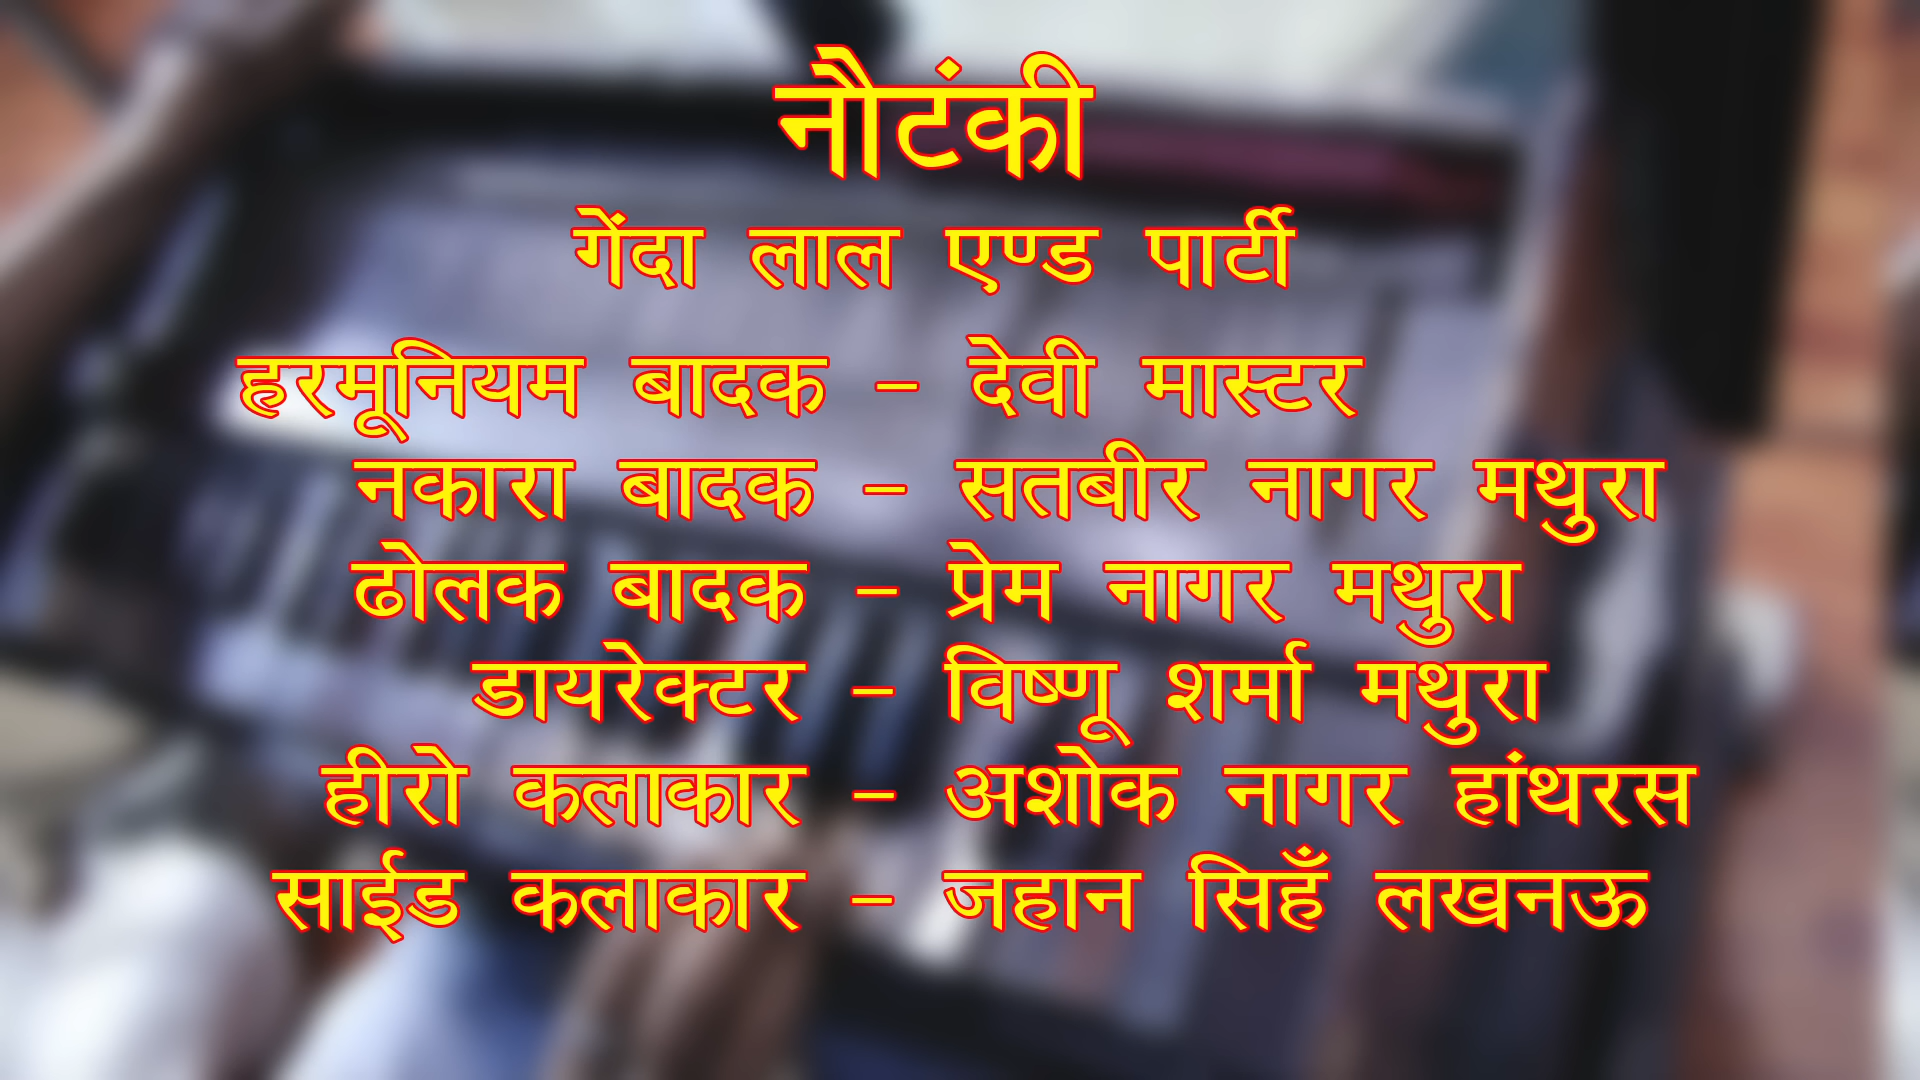 नौटंकी
गेंदा लाल एण्ड पार्टी
हरमूनियम बादक – देवी मास्टर
नकारा बादक – सतबीर नागर मथुरा
ढोलक बादक – प्रेम नागर मथुरा
डायरेक्टर – विष्णू शर्मा मथुरा
हीरो कलाकार – अशोक नागर हांथरस
साईड कलाकार – जहान सिहँ लखनऊ